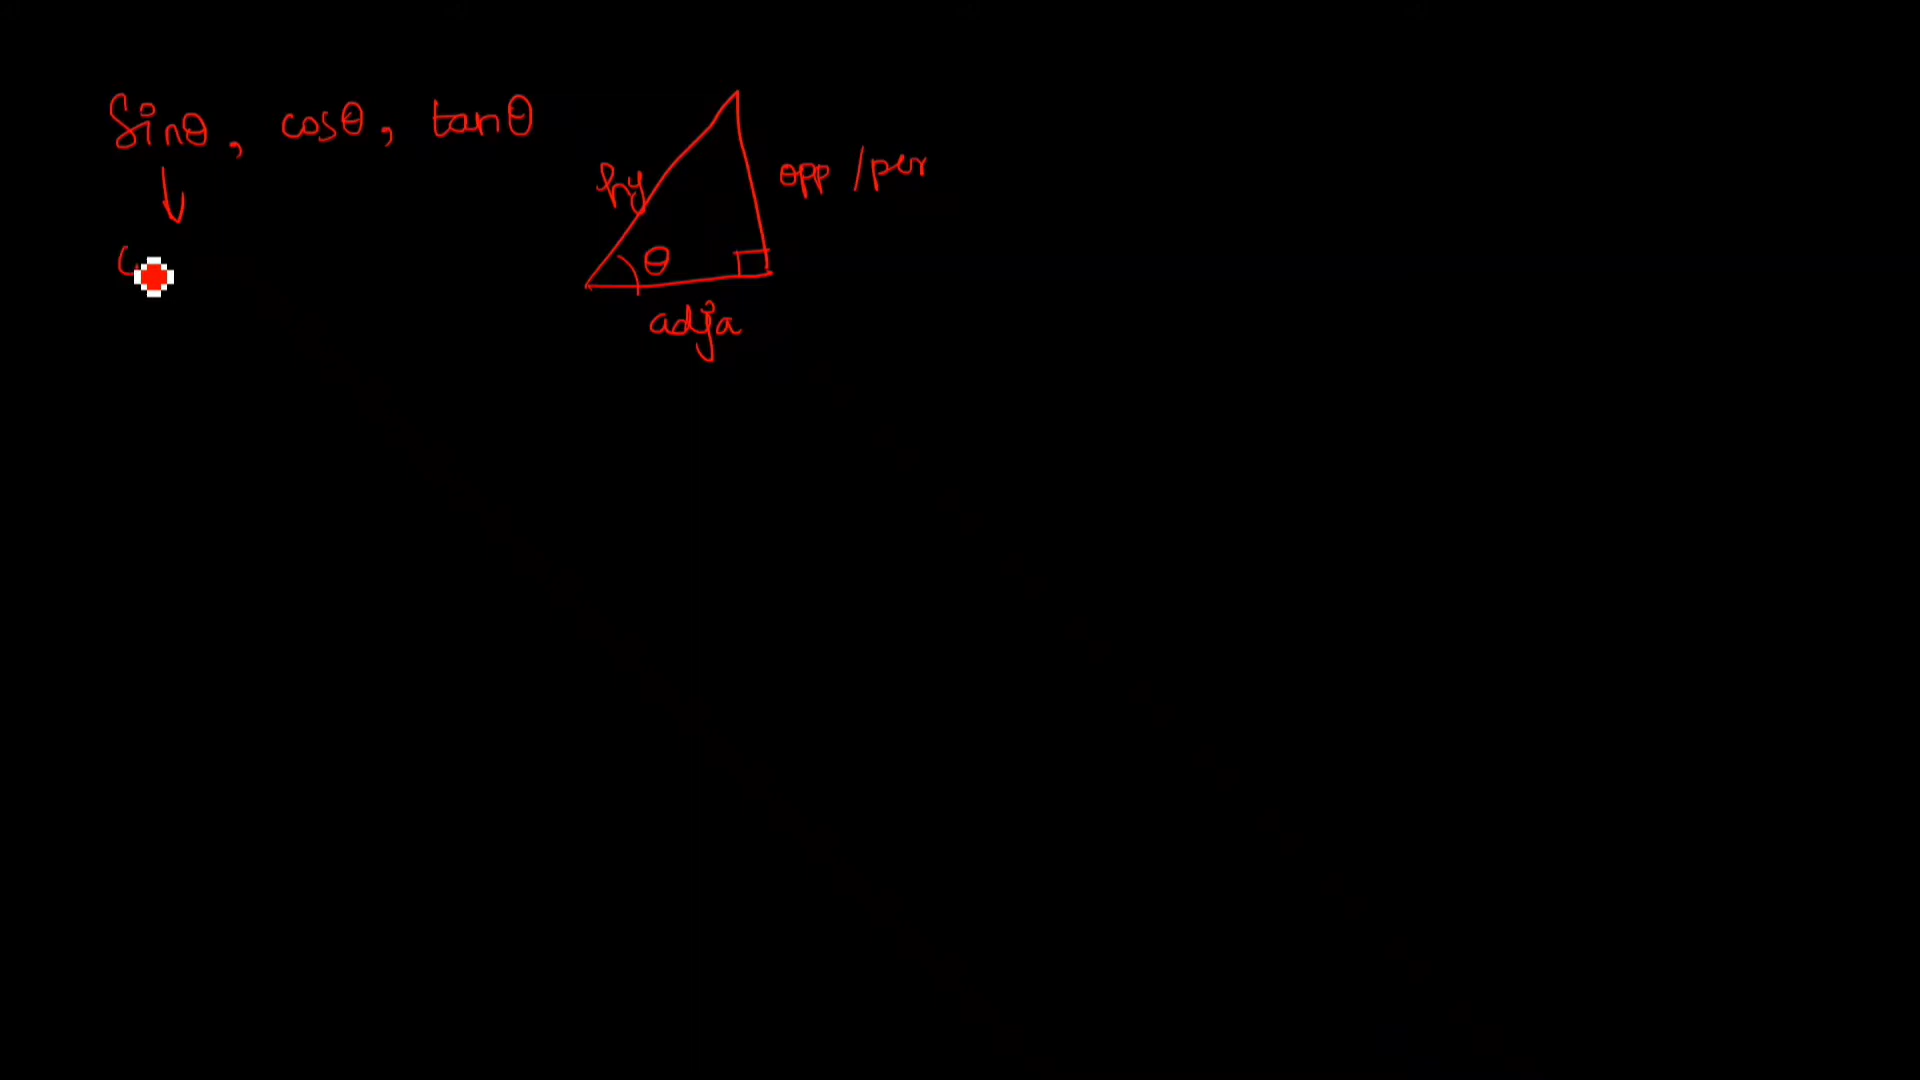 Sinθ, cosθ, tanθ
hy
opp /per
θ
adja